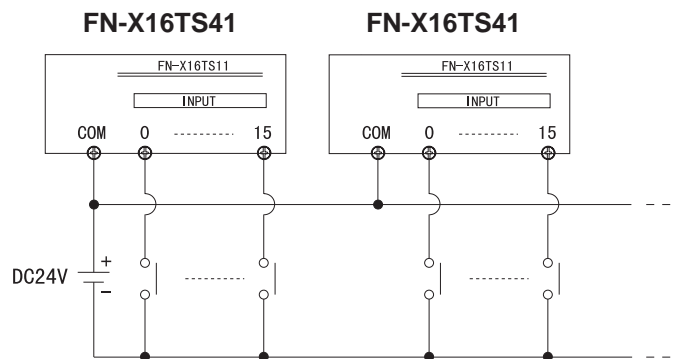 FN-X16TS41 FN-X16TS41
FN-X16TS11 FN-X16TS11
INPUT INPUT
COM 0 15 COM 0 15
+
DC24V
−